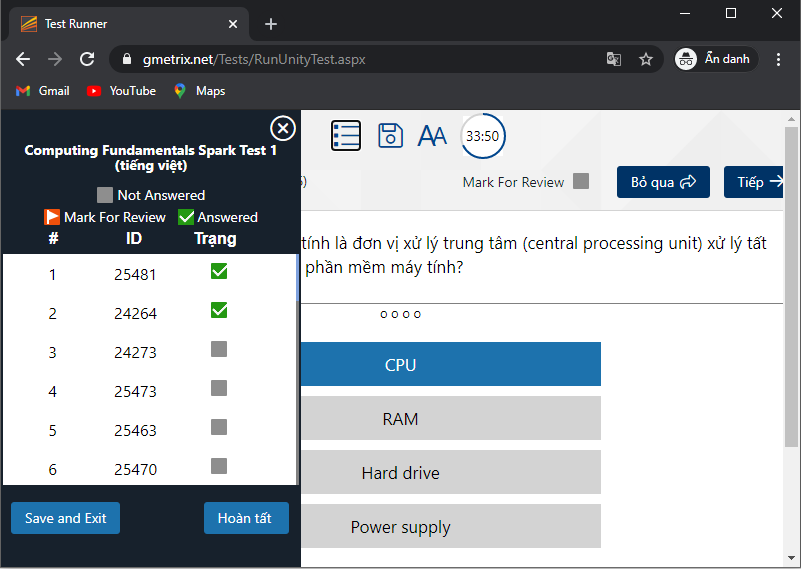 Test Runner
gmetrix.net/Tests/RunUnityTest.aspx
Ẩn danh
Gmail
YouTube
Maps
Computing Fundamentals Spark Test 1
(tiếng việt)
Not Answered
Mark For Review
Answered
# ID Trạng
1 25481
2 24264
3 24273
4 25473
5 25463
6 25470
Save and Exit
Hoàn tất
AA
33:50
)
Mark For Review
Bỏ qua
Tiếp
tính là đơn vị xử lý trung tâm (central processing unit) xử lý tất
phần mềm máy tính?
CPU
RAM
Hard drive
Power supply